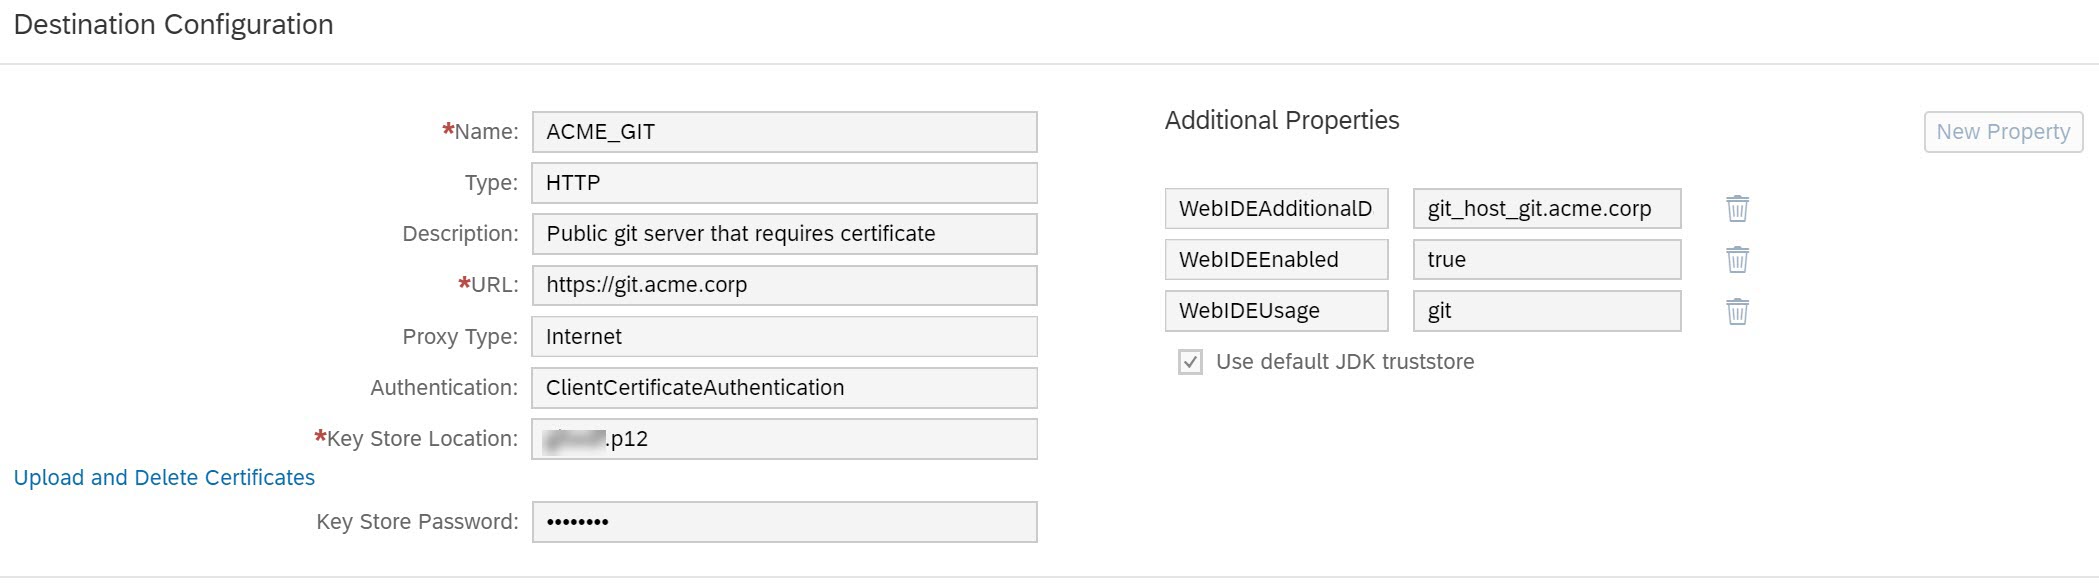 Destination Configuration
*Name: ACME_GIT
Type: HTTP
Description: Public git server that requires certificate
*URL: https://git.acme.corp
Proxy Type: Internet
Authentication: ClientCertificateAuthentication
*Key Store Location: .p12
Upload and Delete Certificates
Key Store Password: ••••••••
Additional Properties
New Property
WebIDEAdditionalD git_host_git.acme.corp
WebIDEEnabled true
WebIDEUsage git
Use default JDK truststore